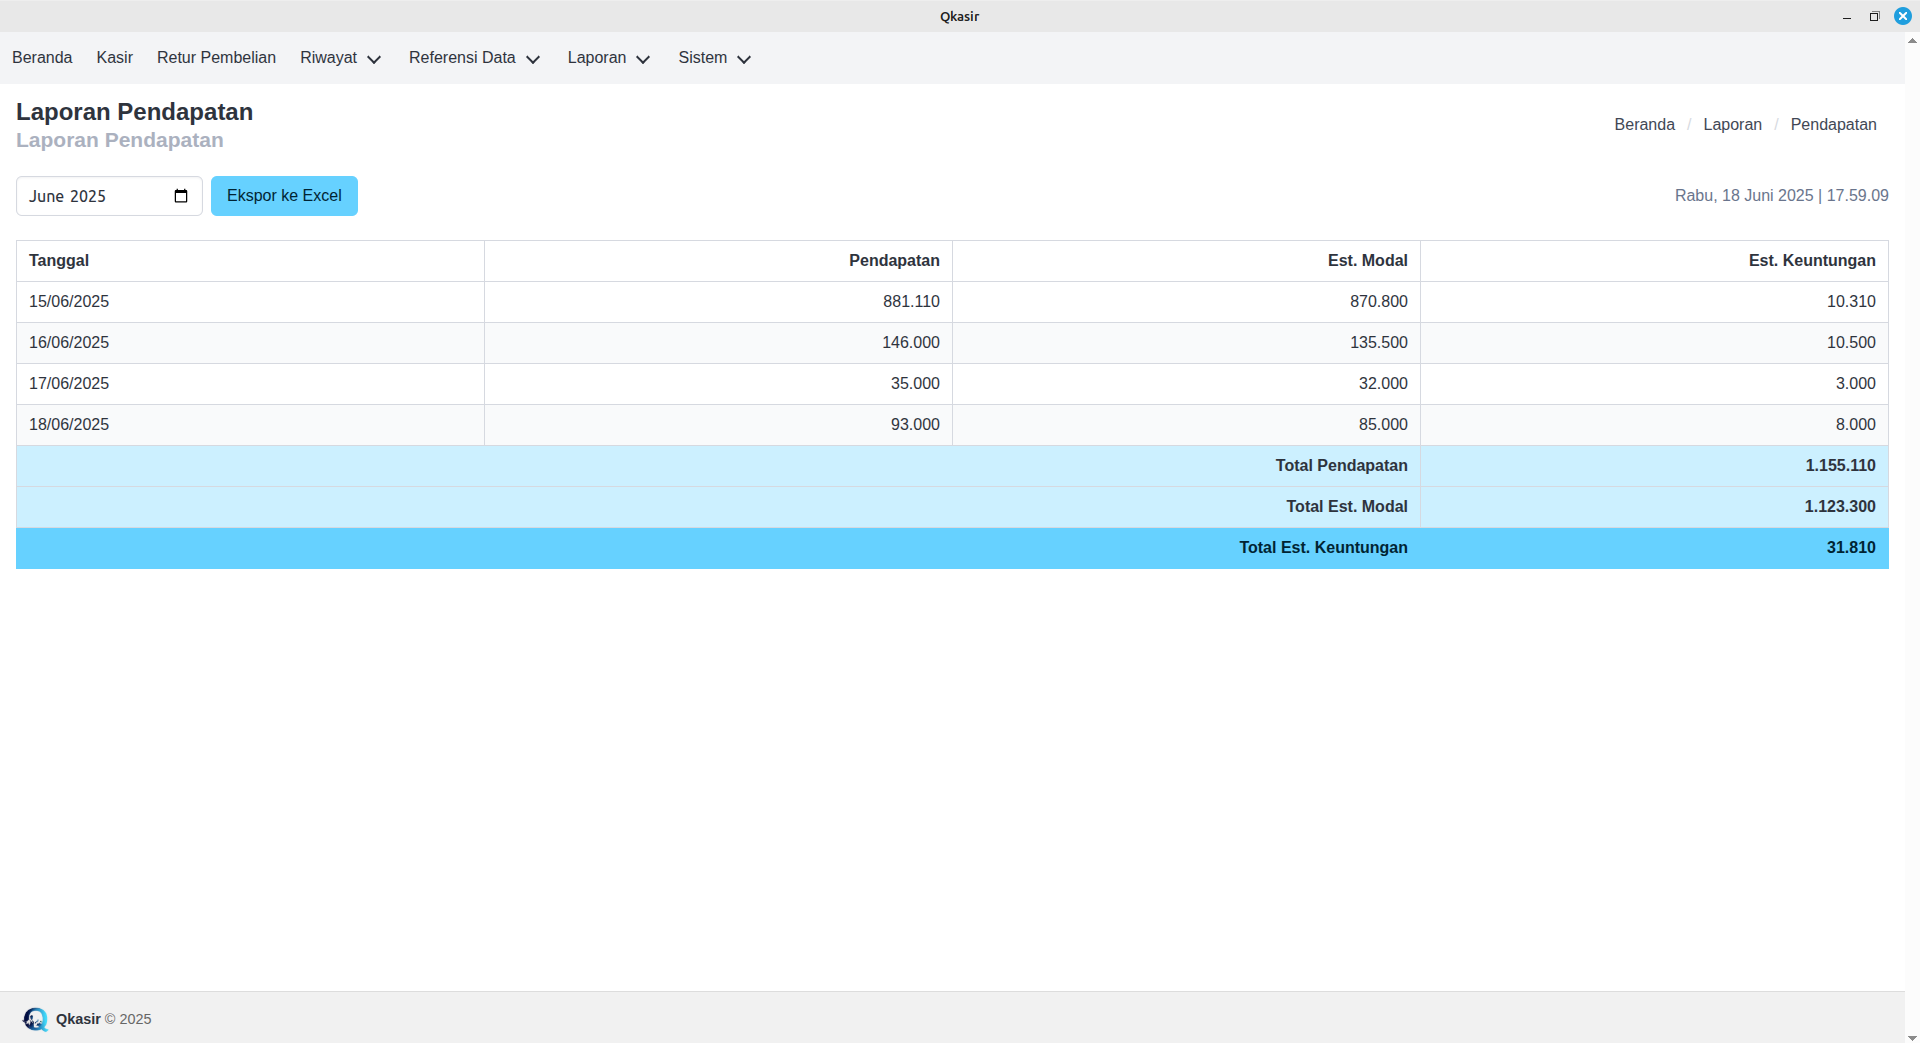 Qkasir
Beranda Kasir Retur Pembelian Riwayat Referensi Data Laporan Sistem
Laporan Pendapatan
Laporan Pendapatan
Beranda / Laporan / Pendapatan
June 2025 Ekspor ke Excel Rabu, 18 Juni 2025 | 17.59.09
Tanggal Pendapatan Est. Modal Est. Keuntungan
15/06/2025 881.110 870.800 10.310
16/06/2025 146.000 135.500 10.500
17/06/2025 35.000 32.000 3.000
18/06/2025 93.000 85.000 8.000
Total Pendapatan 1.155.110
Total Est. Modal 1.123.300
Total Est. Keuntungan 31.810
Qkasir © 2025